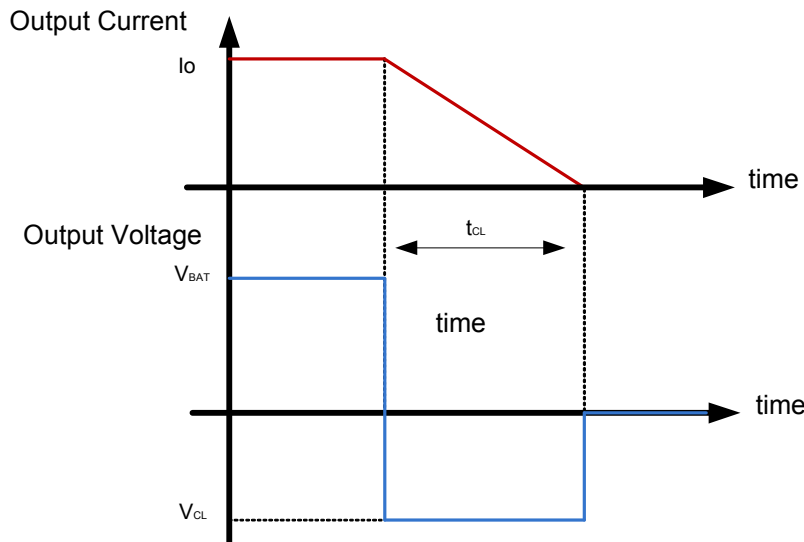 Output Current
Io
time
tCL
Output Voltage
VBAT
time
time
VCL